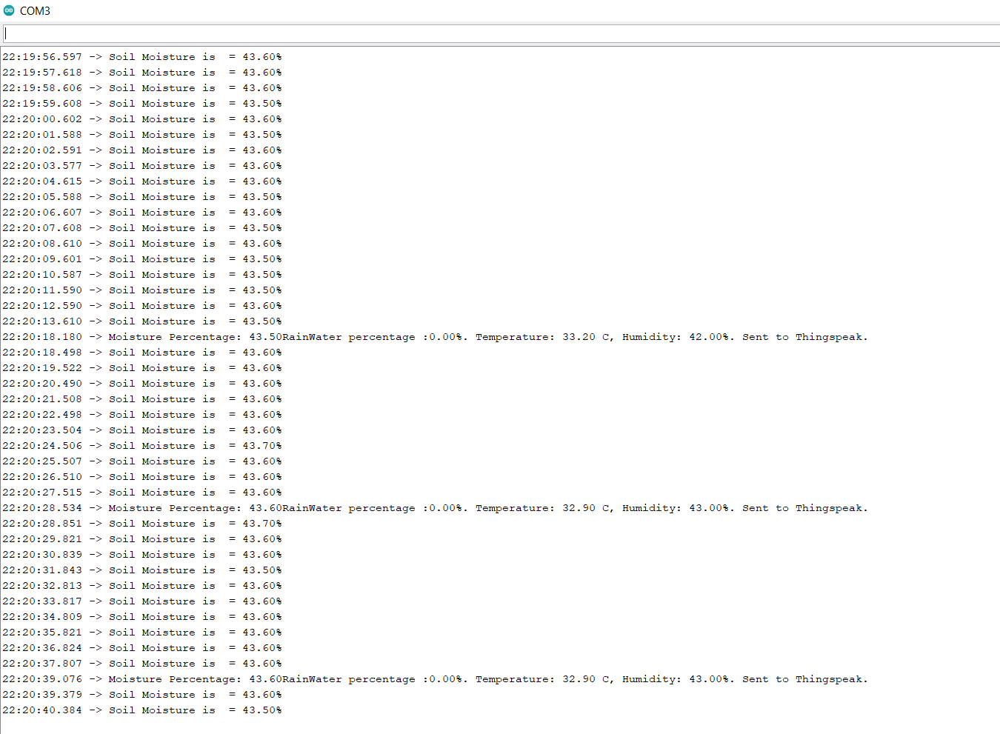 COM3
22:19:56.597 -> Soil Moisture is  = 43.60%
22:19:57.618 -> Soil Moisture is  = 43.60%
22:19:58.606 -> Soil Moisture is  = 43.60%
22:19:59.608 -> Soil Moisture is  = 43.50%
22:20:00.602 -> Soil Moisture is  = 43.60%
22:20:01.588 -> Soil Moisture is  = 43.50%
22:20:02.591 -> Soil Moisture is  = 43.60%
22:20:03.577 -> Soil Moisture is  = 43.60%
22:20:04.615 -> Soil Moisture is  = 43.60%
22:20:05.588 -> Soil Moisture is  = 43.50%
22:20:06.607 -> Soil Moisture is  = 43.60%
22:20:07.608 -> Soil Moisture is  = 43.50%
22:20:08.610 -> Soil Moisture is  = 43.60%
22:20:09.601 -> Soil Moisture is  = 43.50%
22:20:10.587 -> Soil Moisture is  = 43.50%
22:20:11.590 -> Soil Moisture is  = 43.50%
22:20:12.590 -> Soil Moisture is  = 43.60%
22:20:13.610 -> Soil Moisture is  = 43.50%
22:20:18.180 -> Moisture Percentage: 43.50RainWater percentage :0.00%. Temperature: 33.20 C, Humidity: 42.00%. Sent to Thingspeak.
22:20:18.498 -> Soil Moisture is  = 43.60%
22:20:19.522 -> Soil Moisture is  = 43.60%
22:20:20.490 -> Soil Moisture is  = 43.60%
22:20:21.508 -> Soil Moisture is  = 43.60%
22:20:22.498 -> Soil Moisture is  = 43.60%
22:20:23.504 -> Soil Moisture is  = 43.60%
22:20:24.506 -> Soil Moisture is  = 43.70%
22:20:25.507 -> Soil Moisture is  = 43.60%
22:20:26.510 -> Soil Moisture is  = 43.60%
22:20:27.515 -> Soil Moisture is  = 43.60%
22:20:28.534 -> Moisture Percentage: 43.60RainWater percentage :0.00%. Temperature: 32.90 C, Humidity: 43.00%. Sent to Thingspeak.
22:20:28.851 -> Soil Moisture is  = 43.70%
22:20:29.821 -> Soil Moisture is  = 43.60%
22:20:30.839 -> Soil Moisture is  = 43.60%
22:20:31.843 -> Soil Moisture is  = 43.50%
22:20:32.813 -> Soil Moisture is  = 43.60%
22:20:33.817 -> Soil Moisture is  = 43.60%
22:20:34.809 -> Soil Moisture is  = 43.60%
22:20:35.821 -> Soil Moisture is  = 43.60%
22:20:36.824 -> Soil Moisture is  = 43.60%
22:20:37.807 -> Soil Moisture is  = 43.60%
22:20:39.076 -> Moisture Percentage: 43.60RainWater percentage :0.00%. Temperature: 32.90 C, Humidity: 43.00%. Sent to Thingspeak.
22:20:39.379 -> Soil Moisture is  = 43.60%
22:20:40.384 -> Soil Moisture is  = 43.50%